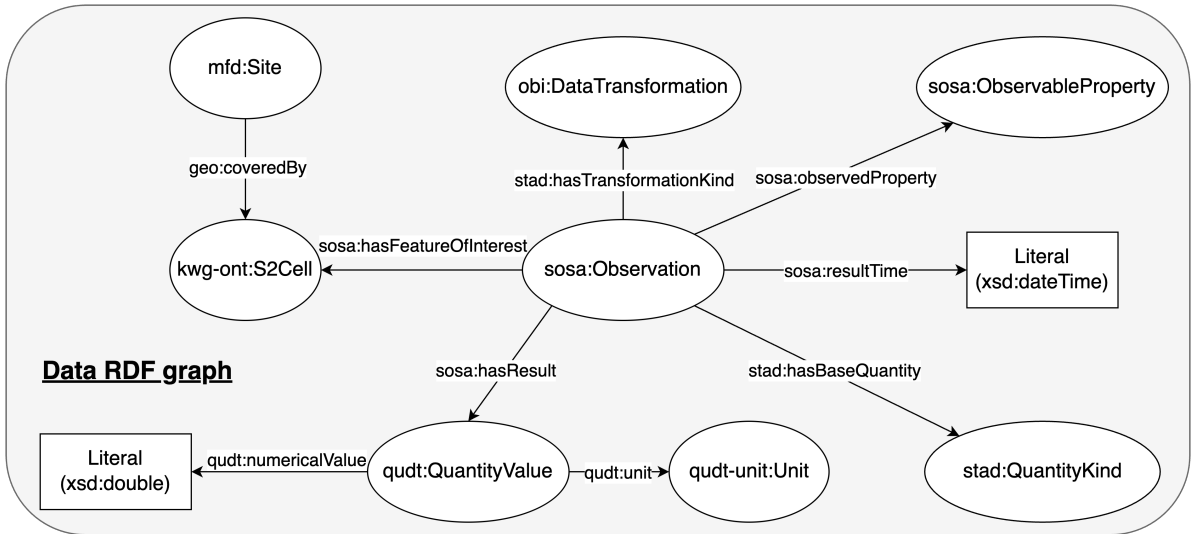 mfd:Site
obi:DataTransformation
sosa:ObservableProperty
geo:coveredBy
stad:hasTransformationKind
sosa:observedProperty
sosa:hasFeatureOfInterest
kwg-ont:S2Cell
sosa:Observation
sosa:resultTime
Literal
(xsd:dateTime)
Data RDF graph
sosa:hasResult
stad:hasBaseQuantity
Literal
(xsd:double)
qudt:numericalValue
qudt:QuantityValue
qudt:unit
qudt-unit:Unit
stad:QuantityKind